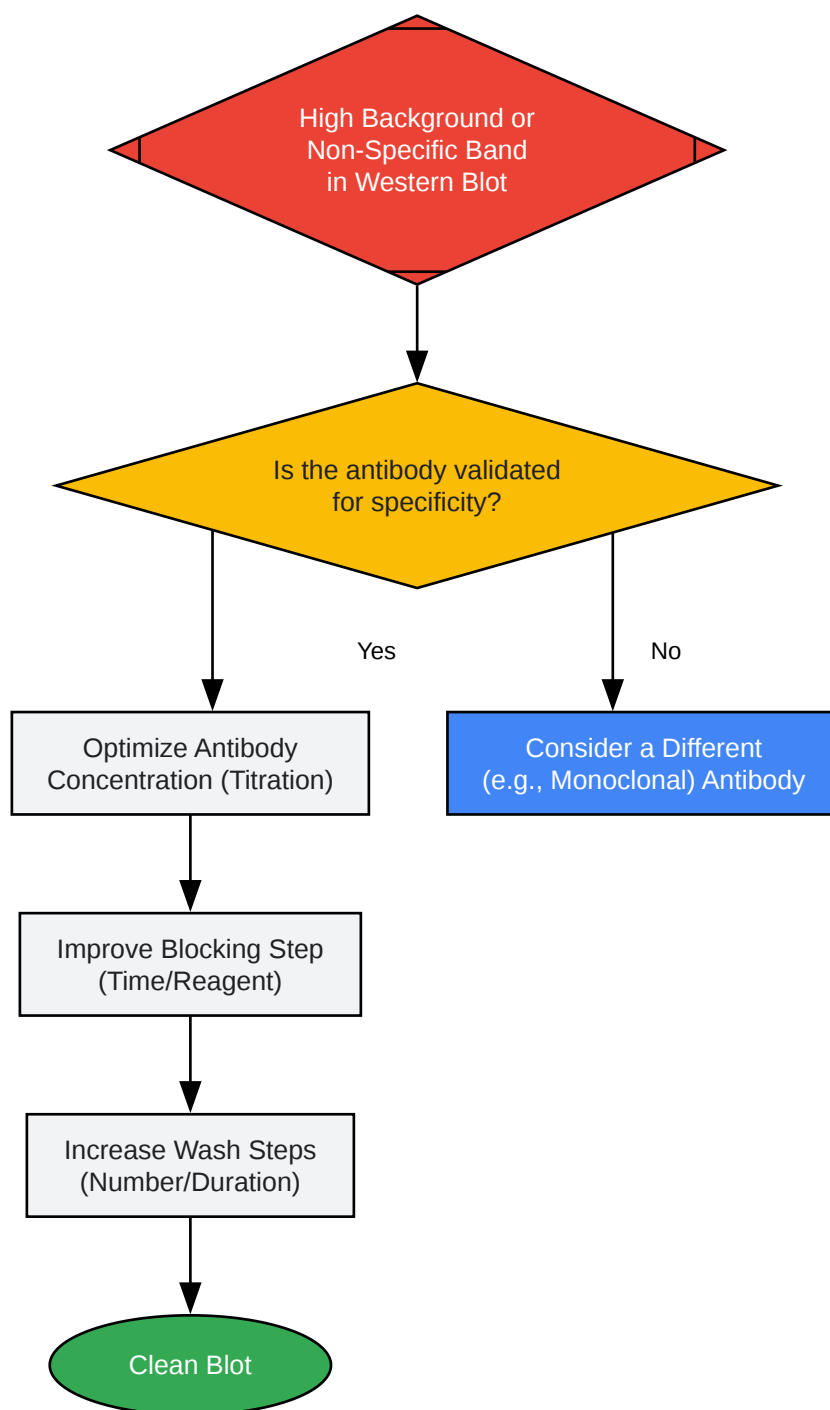 High Background or
Non-Specific Band
in Western Blot
Is the antibody validated
for specificity?
Yes
No
Optimize Antibody
Concentration (Titration)
Consider a Different
(e.g., Monoclonal) Antibody
Improve Blocking Step
(Time/Reagent)
Increase Wash Steps
(Number/Duration)
Clean Blot